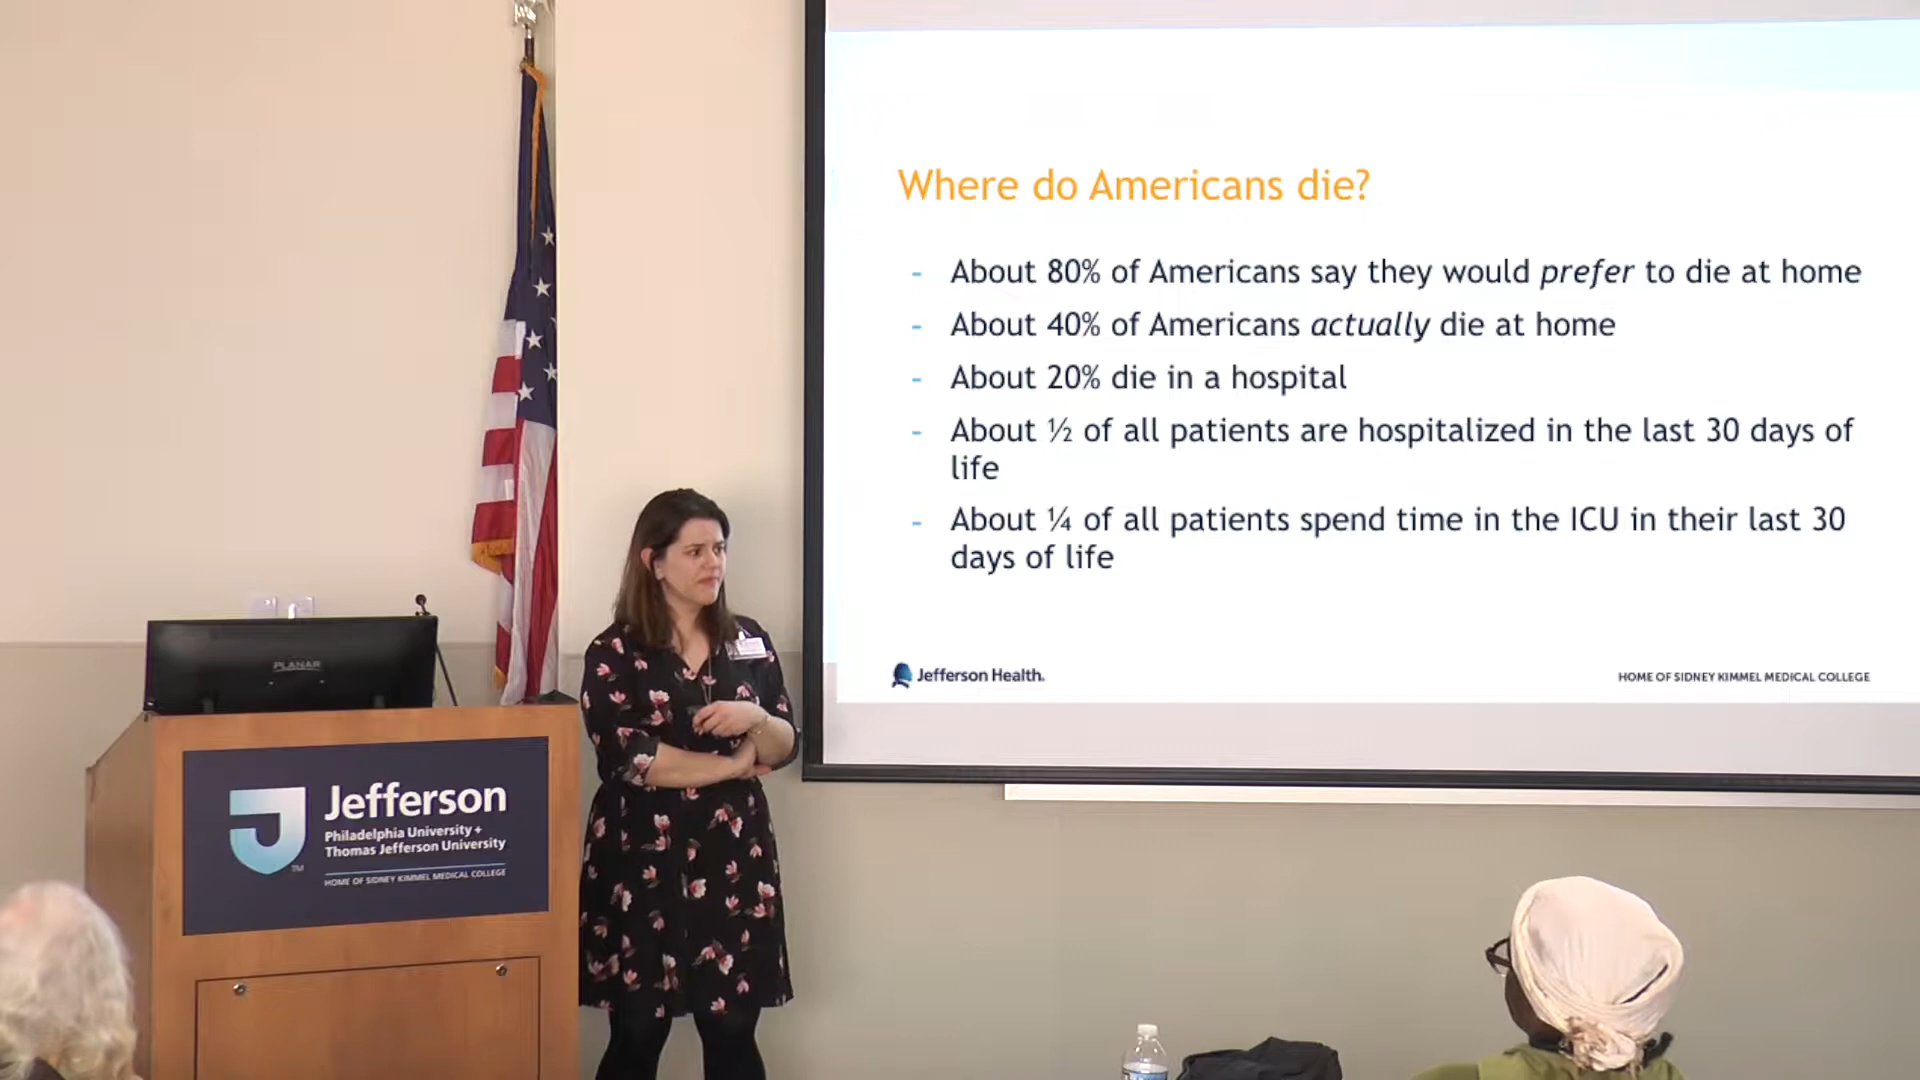 Where do Americans die?
- About 80% of Americans say they would prefer to die at home
- About 40% of Americans actually die at home
- About 20% die in a hospital
- About ½ of all patients are hospitalized in the last 30 days of
life
- About ¼ of all patients spend time in the ICU in their last 30
days of life
Jefferson Health.
HOME OF SIDNEY KIMMEL MEDICAL COLLEGE
PLANAR
Jefferson
Philadelphia University +
Thomas Jefferson University
TM
HOME OF SIDNEY KIMMEL MEDICAL COLLEGE